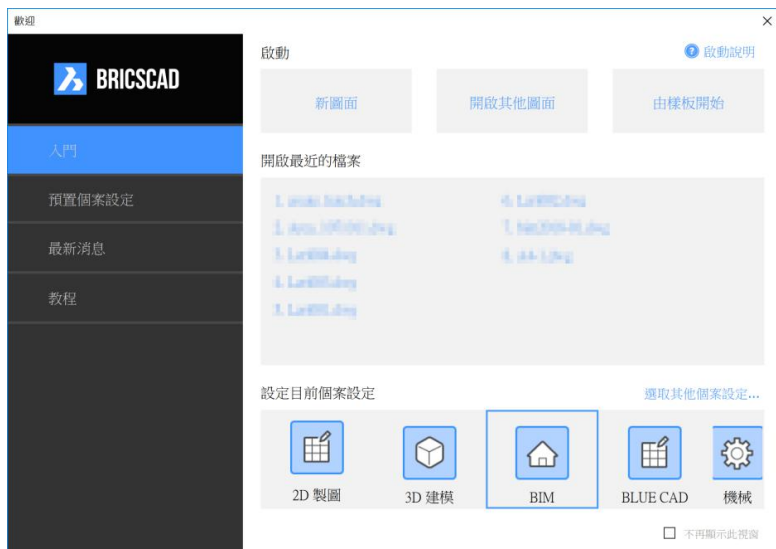 歡迎
BRICSCAD
入門
預置個案設定
最新消息
教程
啟動
啟動說明
新圖面
開啟其他圖面
由樣板開始
開啟最近的檔案
設定目前個案設定
選取其他個案設定...
2D 製圖
3D 建模
BIM
BLUE CAD
機械
不再顯示此視窗